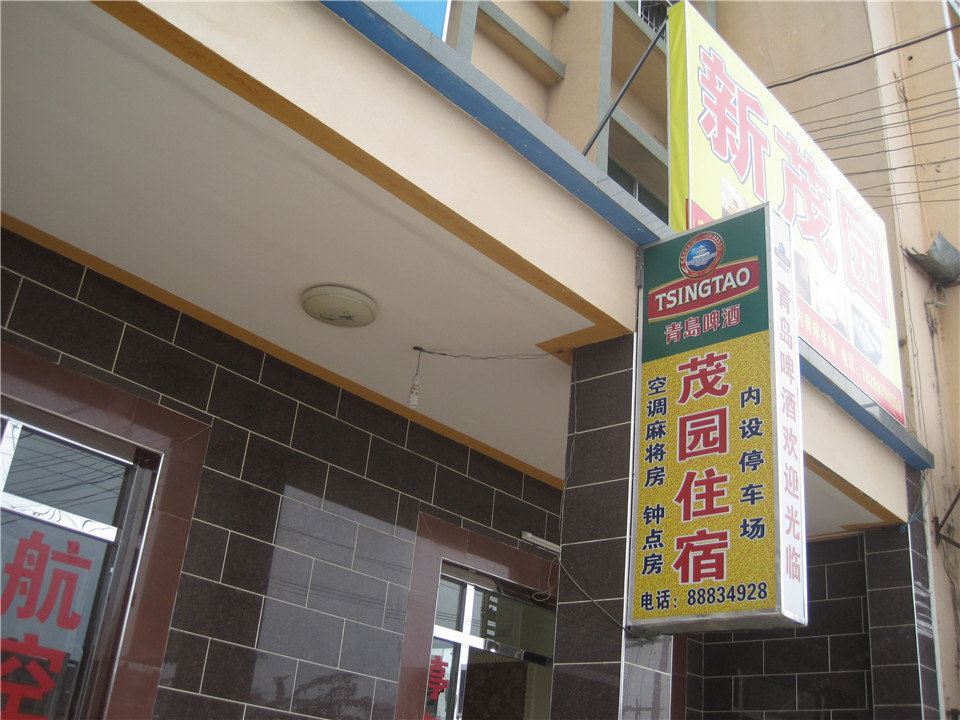 新茂园
TSINGTAO
青島啤酒
茂园住宿
空调麻将房 钟点房
内设停车场
电话：88834928
青岛啤酒欢迎光临
航空
停